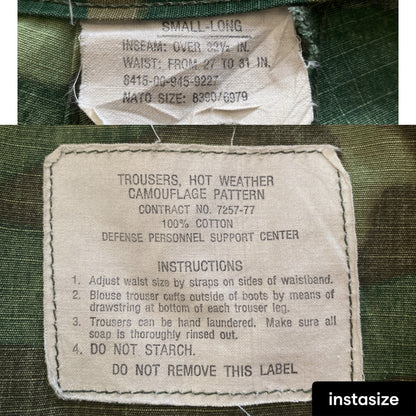 SMALL-LONG
INSEAM: OVER 32½ IN.
WAIST: FROM 27 TO 31 IN.
8415-00-945-9227
NATO SIZE: 8390/6979
TROUSERS, HOT WEATHER
CAMOUFLAGE PATTERN
CONTRACT NO. 7257-77
100% COTTON
DEFENSE PERSONNEL SUPPORT CENTER
INSTRUCTIONS
1. Adjust waist size by straps on sides of waistband.
2. Blouse trouser cuffs outside of boots by means of
drawstring at bottom of each trouser leg.
3. Trousers can be hand laundered. Make sure all
soap is thoroughly rinsed out.
4. DO NOT STARCH.
DO NOT REMOVE THIS LABEL
instasize